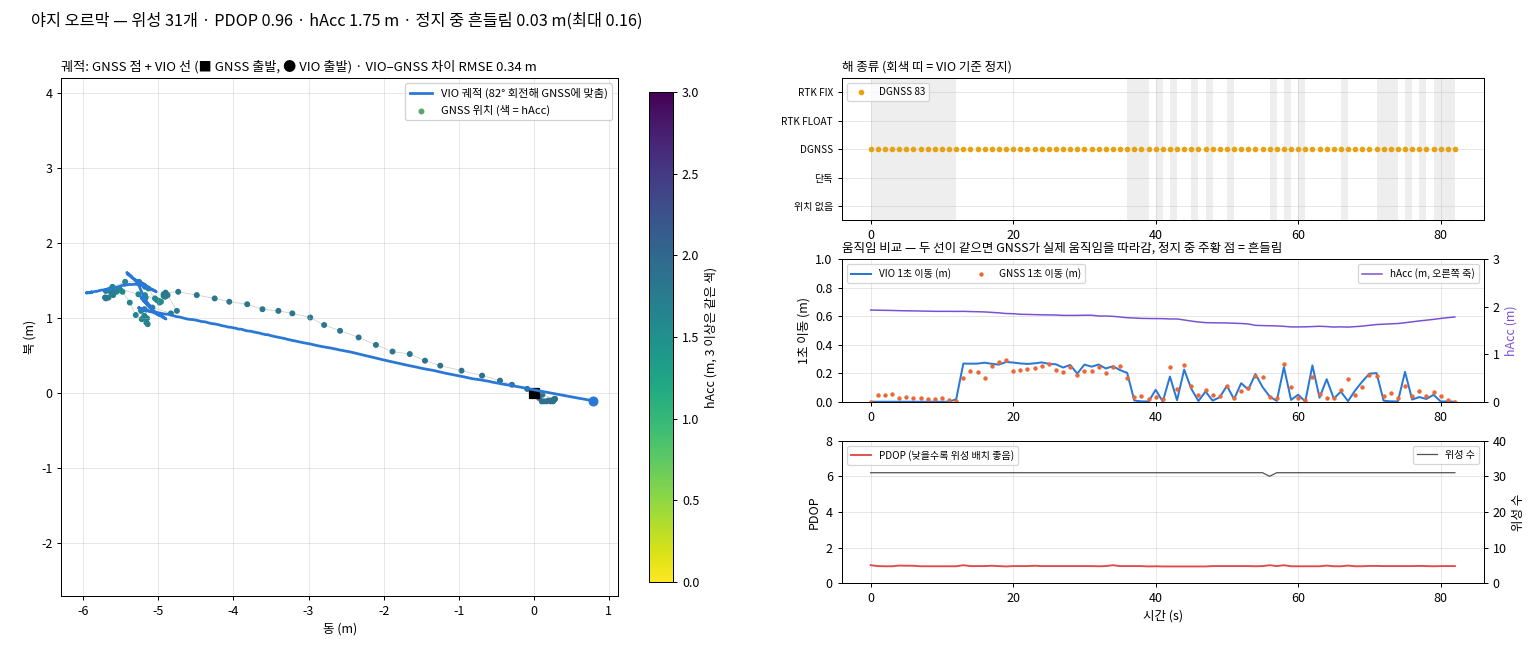 야지 오르막 — 위성 31개 · PDOP 0.96 · hAcc 1.75 m · 정지 중 흔들림 0.03 m(최대 0.16)
궤적: GNSS 점 + VIO 선 (■ GNSS 출발, ● VIO 출발) · VIO–GNSS 차이 RMSE 0.34 m
VIO 궤적 (82° 회전해 GNSS에 맞춤)
GNSS 위치 (색 = hAcc)
4
3
2
1
0
-1
-2
북 (m)
-6 -5 -4 -3 -2 -1 0 1
동 (m)
3.0
2.5
2.0
1.5
1.0
0.5
0.0
hAcc (m, 3 이상은 같은 색)
해 종류 (회색 띠 = VIO 기준 정지)
DGNSS 83
RTK FIX
RTK FLOAT
DGNSS
단독
위치 없음
0 20 40 60 80
움직임 비교 — 두 선이 같으면 GNSS가 실제 움직임을 따라감, 정지 중 주황 점 = 흔들림
VIO 1초 이동 (m)
GNSS 1초 이동 (m)
hAcc (m, 오른쪽 축)
1.0
0.8
0.6
0.4
0.2
0.0
1초 이동 (m)
3
2
1
0
hAcc (m)
0 20 40 60 80
PDOP (낮을수록 위성 배치 좋음)
위성 수
8
6
4
2
0
PDOP
40
30
20
10
0
위성 수
0 20 40 60 80
시간 (s)